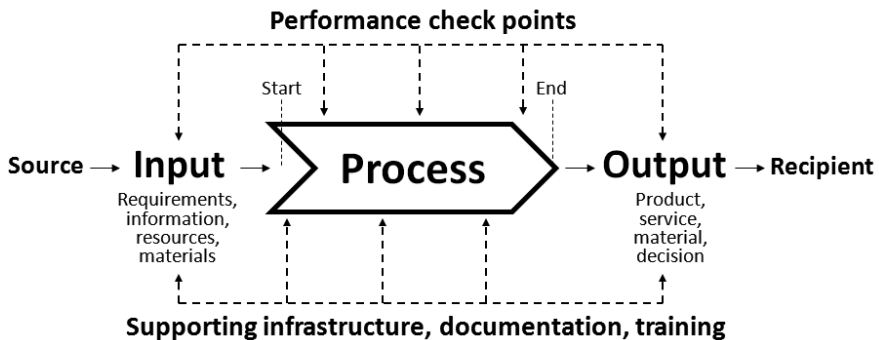 Performance check points
Start
End
Source
Input
Process
Output
Recipient
Requirements,
information,
resources,
materials
Product,
service,
material,
decision
Supporting infrastructure, documentation, training